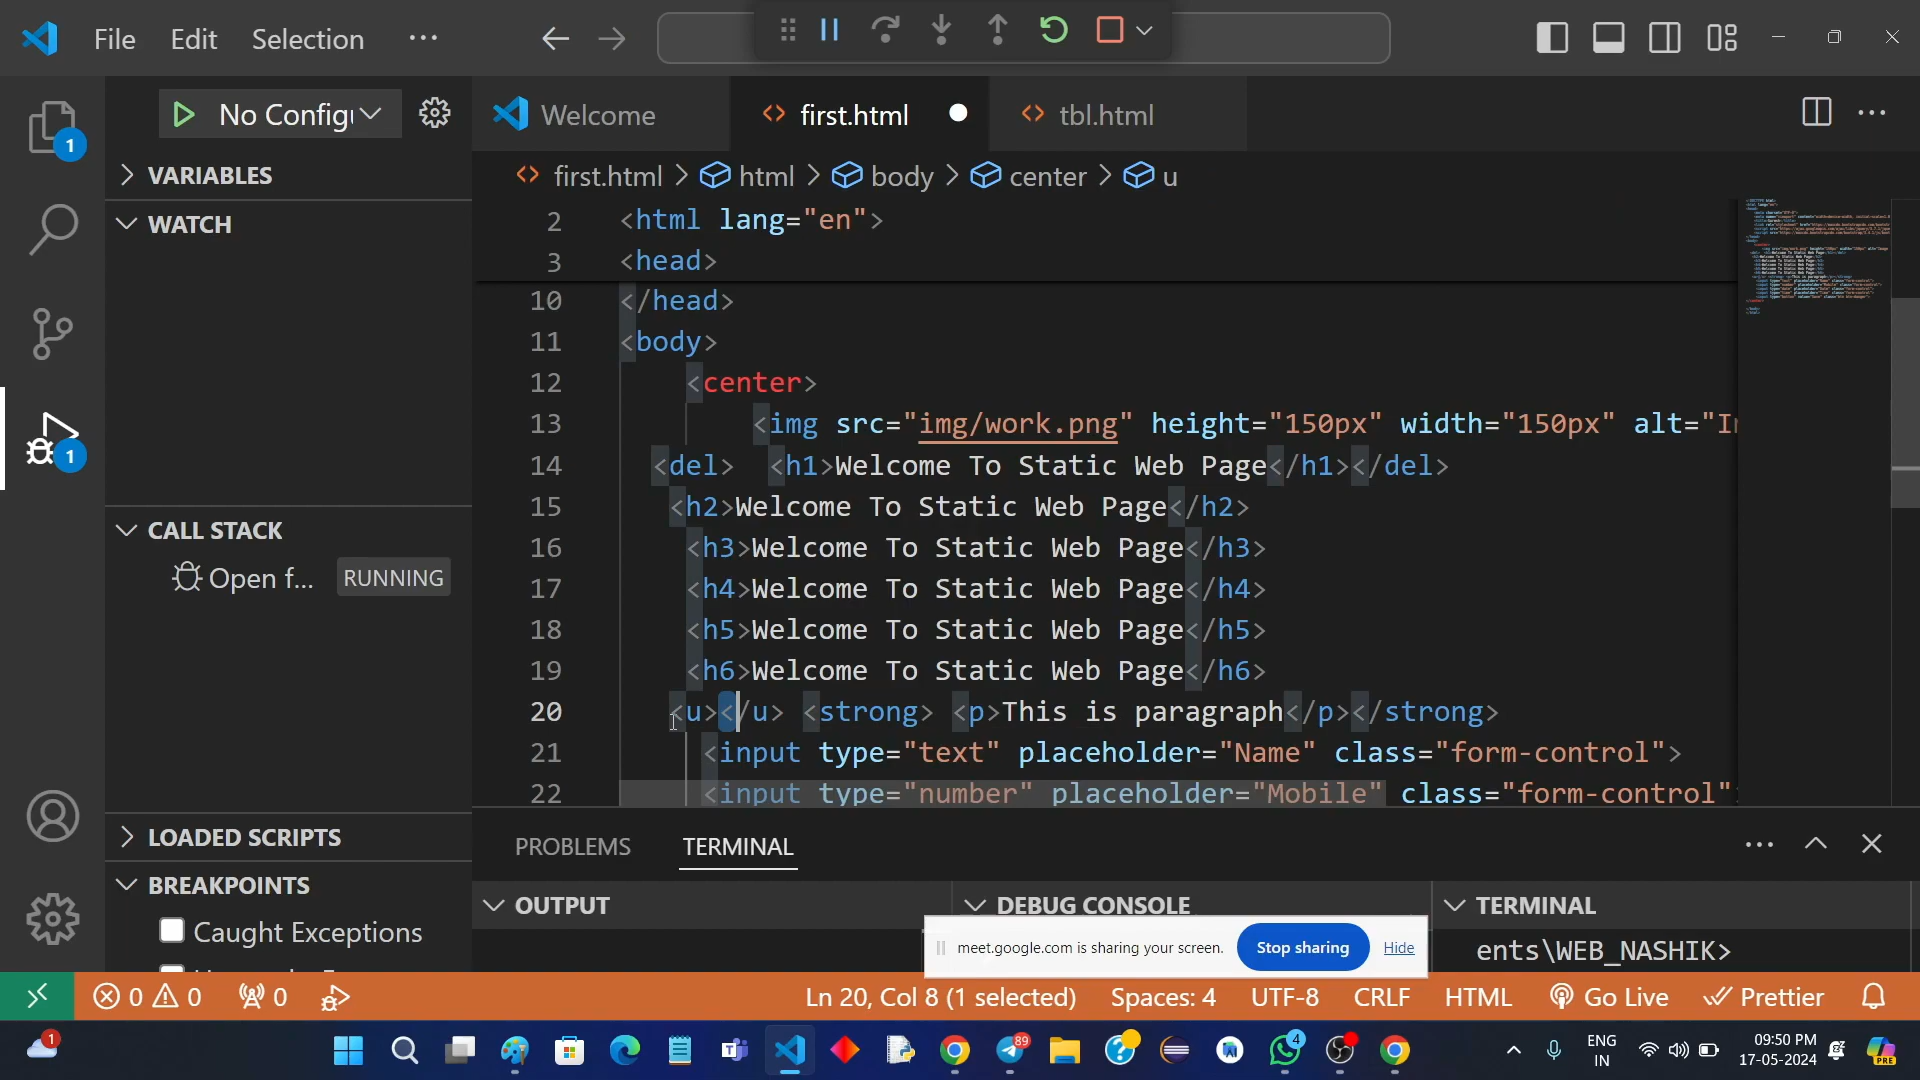 File Edit Selection ···
No Config
Welcome first.html tbl.html
1
VARIABLES
WATCH
first.html > html > body > center > u
2 <html lang="en">
3 <head>
10 </head>
11 <body>
12 <center>
13 <img src="img/work.png" height="150px" width="150px" alt="I
14 <del> <h1>Welcome To Static Web Page</h1></del>
15 <h2>Welcome To Static Web Page</h2>
16 <h3>Welcome To Static Web Page</h3>
17 <h4>Welcome To Static Web Page</h4>
18 <h5>Welcome To Static Web Page</h5>
19 <h6>Welcome To Static Web Page</h6>
20 <u></u> <strong> <p>This is paragraph</p></strong>
21 <input type="text" placeholder="Name" class="form-control">
22 <input type="number" placeholder="Mobile" class="form-control"
1
CALL STACK
Open f... RUNNING
LOADED SCRIPTS
BREAKPOINTS
Caught Exceptions
PROBLEMS TERMINAL ···
OUTPUT DEBUG CONSOLE TERMINAL
meet.google.com is sharing your screen. Stop sharing Hide
ents\WEB_NASHIK>
0 0 0 Ln 20, Col 8 (1 selected) Spaces: 4 UTF-8 CRLF HTML Go Live Prettier
1 89 4 ENG IN 09:50 PM
17-05-2024 PRE